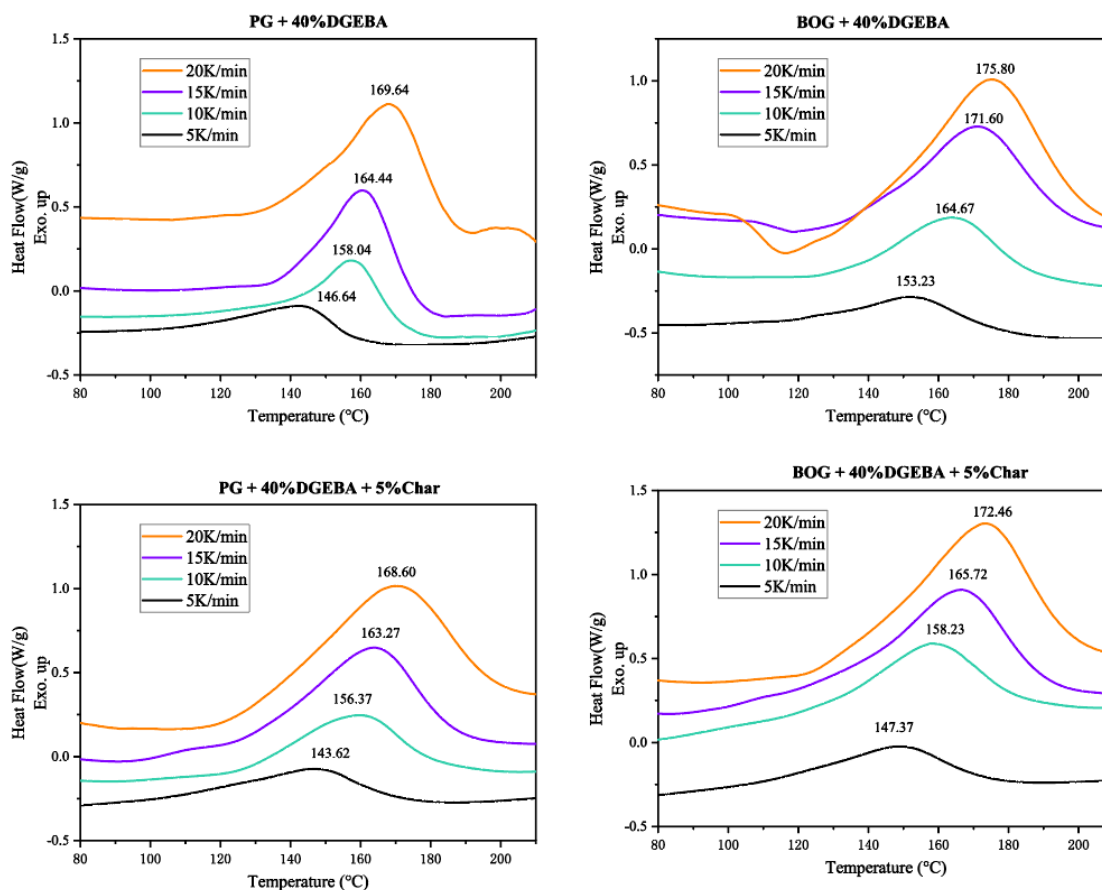 PG + 40%DGEBA
1.5
1.0
0.5
0.0
-0.5
Heat Flow(W/g)
Exo. up
20K/min
15K/min
10K/min
5K/min
169.64
164.44
158.04
146.64
80
100
120
140
160
180
200
Temperature (°C)
BOG + 40%DGEBA
1.0
0.5
0.0
-0.5
Heat Flow(W/g)
Exo. up
20K/min
15K/min
10K/min
5K/min
175.80
171.60
164.67
153.23
80
100
120
140
160
180
200
Temperature (°C)
PG + 40%DGEBA + 5%Char
1.5
1.0
0.5
0.0
-0.5
Heat Flow(W/g)
Exo. up
20K/min
15K/min
10K/min
5K/min
168.60
163.27
156.37
143.62
80
100
120
140
160
180
200
Temperature (°C)
BOG + 40%DGEBA + 5%Char
1.5
1.0
0.5
0.0
-0.5
Heat Flow(W/g)
Exo. up
20K/min
15K/min
10K/min
5K/min
172.46
165.72
158.23
147.37
80
100
120
140
160
180
200
Temperature (°C)